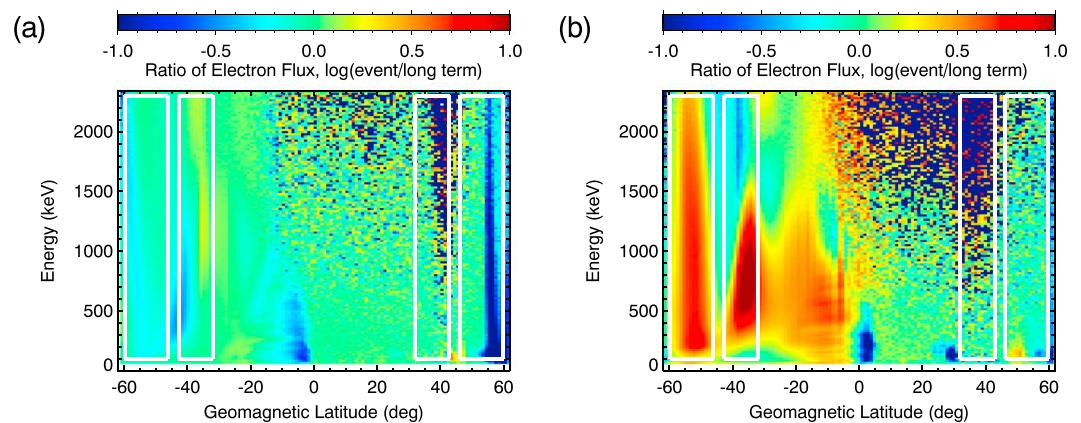 (a)
-1.0 -0.5 0.0 0.5 1.0
Ratio of Electron Flux, log(event/long term)
2000
1500
1000
500
0
Energy (keV)
-60 -40 -20 0 20 40 60
Geomagnetic Latitude (deg)
(b)
-1.0 -0.5 0.0 0.5 1.0
Ratio of Electron Flux, log(event/long term)
2000
1500
1000
500
0
Energy (keV)
-60 -40 -20 0 20 40 60
Geomagnetic Latitude (deg)